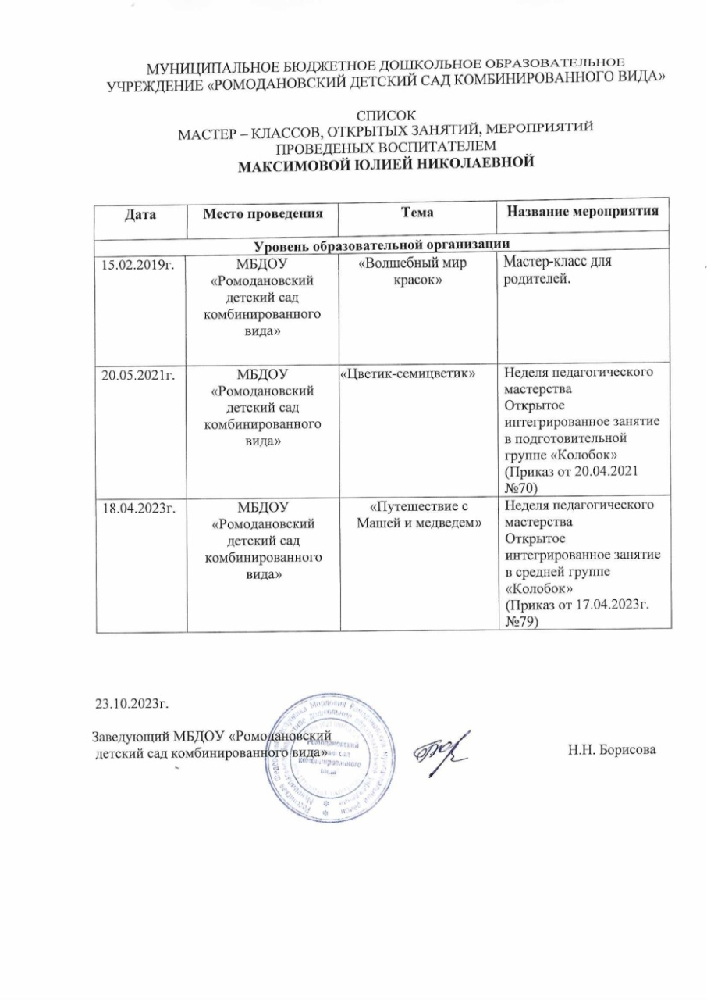 МУНИЦИПАЛЬНОЕ БЮДЖЕТНОЕ ДОШКОЛЬНОЕ ОБРАЗОВАТЕЛЬНОЕ
УЧРЕЖДЕНИЕ «РОМОДАНОВСКИЙ ДЕТСКИЙ САД КОМБИНИРОВАННОГО ВИДА»
СПИСОК
МАСТЕР – КЛАССОВ, ОТКРЫТЫХ ЗАНЯТИЙ, МЕРОПРИЯТИЙ
ПРОВЕДЕНЫХ ВОСПИТАТЕЛЕМ
МАКСИМОВОЙ ЮЛИЕЙ НИКОЛАЕВНОЙ
Дата Место проведения Тема Название мероприятия
Уровень образовательной организации
15.02.2019г.
МБДОУ
«Ромодановский
детский сад
комбинированного
вида»
«Волшебный мир
красок»
Мастер-класс для
родителей.
20.05.2021г.
МБДОУ
«Ромодановский
детский сад
комбинированного
вида»
«Цветик-семицветик»
Неделя педагогического
мастерства
Открытое
интегрированное занятие
в подготовительной
группе «Колобок»
(Приказ от 20.04.2021
№70)
18.04.2023г.
МБДОУ
«Ромодановский
детский сад
комбинированного
вида»
«Путешествие с
Машей и медведем»
Неделя педагогического
мастерства
Открытое
интегрированное занятие
в средней группе
«Колобок»
(Приказ от 17.04.2023г.
№79)
23.10.2023г.
Заведующий МБДОУ «Ромодановский
детский сад комбинированного вида»
Н.Н. Борисова
Ромодановский
сад
комбинированного
вида